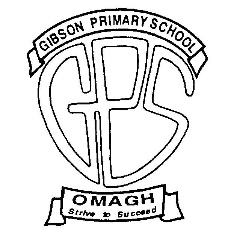 GIBSON PRIMARY SCHOOL
GPS
OMAGH
Strive to Succeed